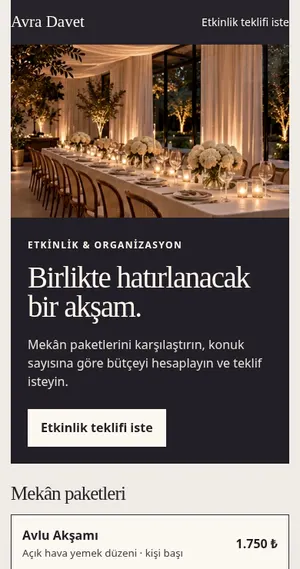 Avra Davet
Etkinlik teklifi iste
ETKİNLİK & ORGANİZASYON
Birlikte hatırlanacak
bir akşam.
Mekân paketlerini karşılaştırın, konuk
sayısına göre bütçeyi hesaplayın ve teklif
isteyin.
Etkinlik teklifi iste
Mekân paketleri
Avlu Akşamı
1.750 ₺
Açık hava yemek düzeni · kişi başı